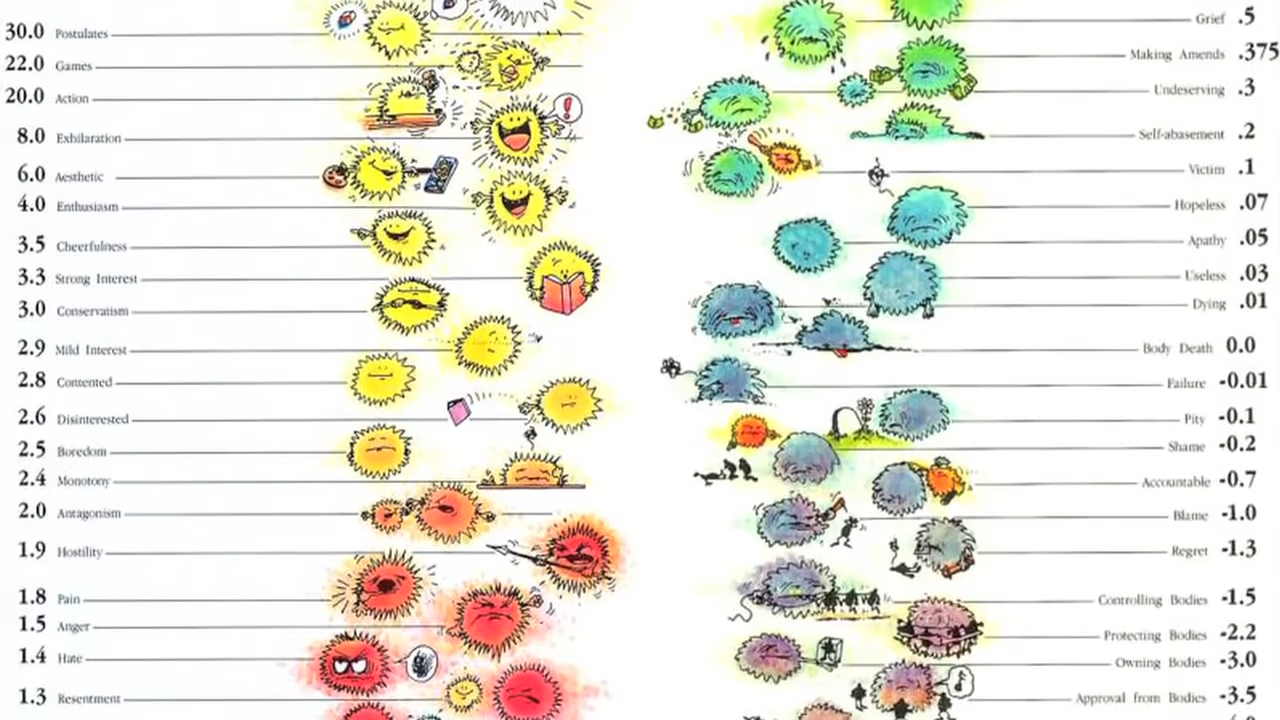 30.0 Postulates
22.0 Games
20.0 Action
8.0 Exhilaration
6.0 Aesthetic
4.0 Enthusiasm
3.5 Cheerfulness
3.3 Strong Interest
3.0 Conservatism
2.9 Mild Interest
2.8 Contented
2.6 Disinterested
2.5 Boredom
2.4 Monotony
2.0 Antagonism
1.9 Hostility
1.8 Pain
1.5 Anger
1.4 Hate
1.3 Resentment
!
Grief .5
Making Amends .375
Undeserving .3
Self-abasement .2
Victim .1
Hopeless .07
Apathy .05
Useless .03
Dying .01
Body Death 0.0
Failure -0.01
Pity -0.1
Shame -0.2
Accountable -0.7
Blame -1.0
Regret -1.3
Controlling Bodies -1.5
Protecting Bodies -2.2
Owning Bodies -3.0
Approval from Bodies -3.5